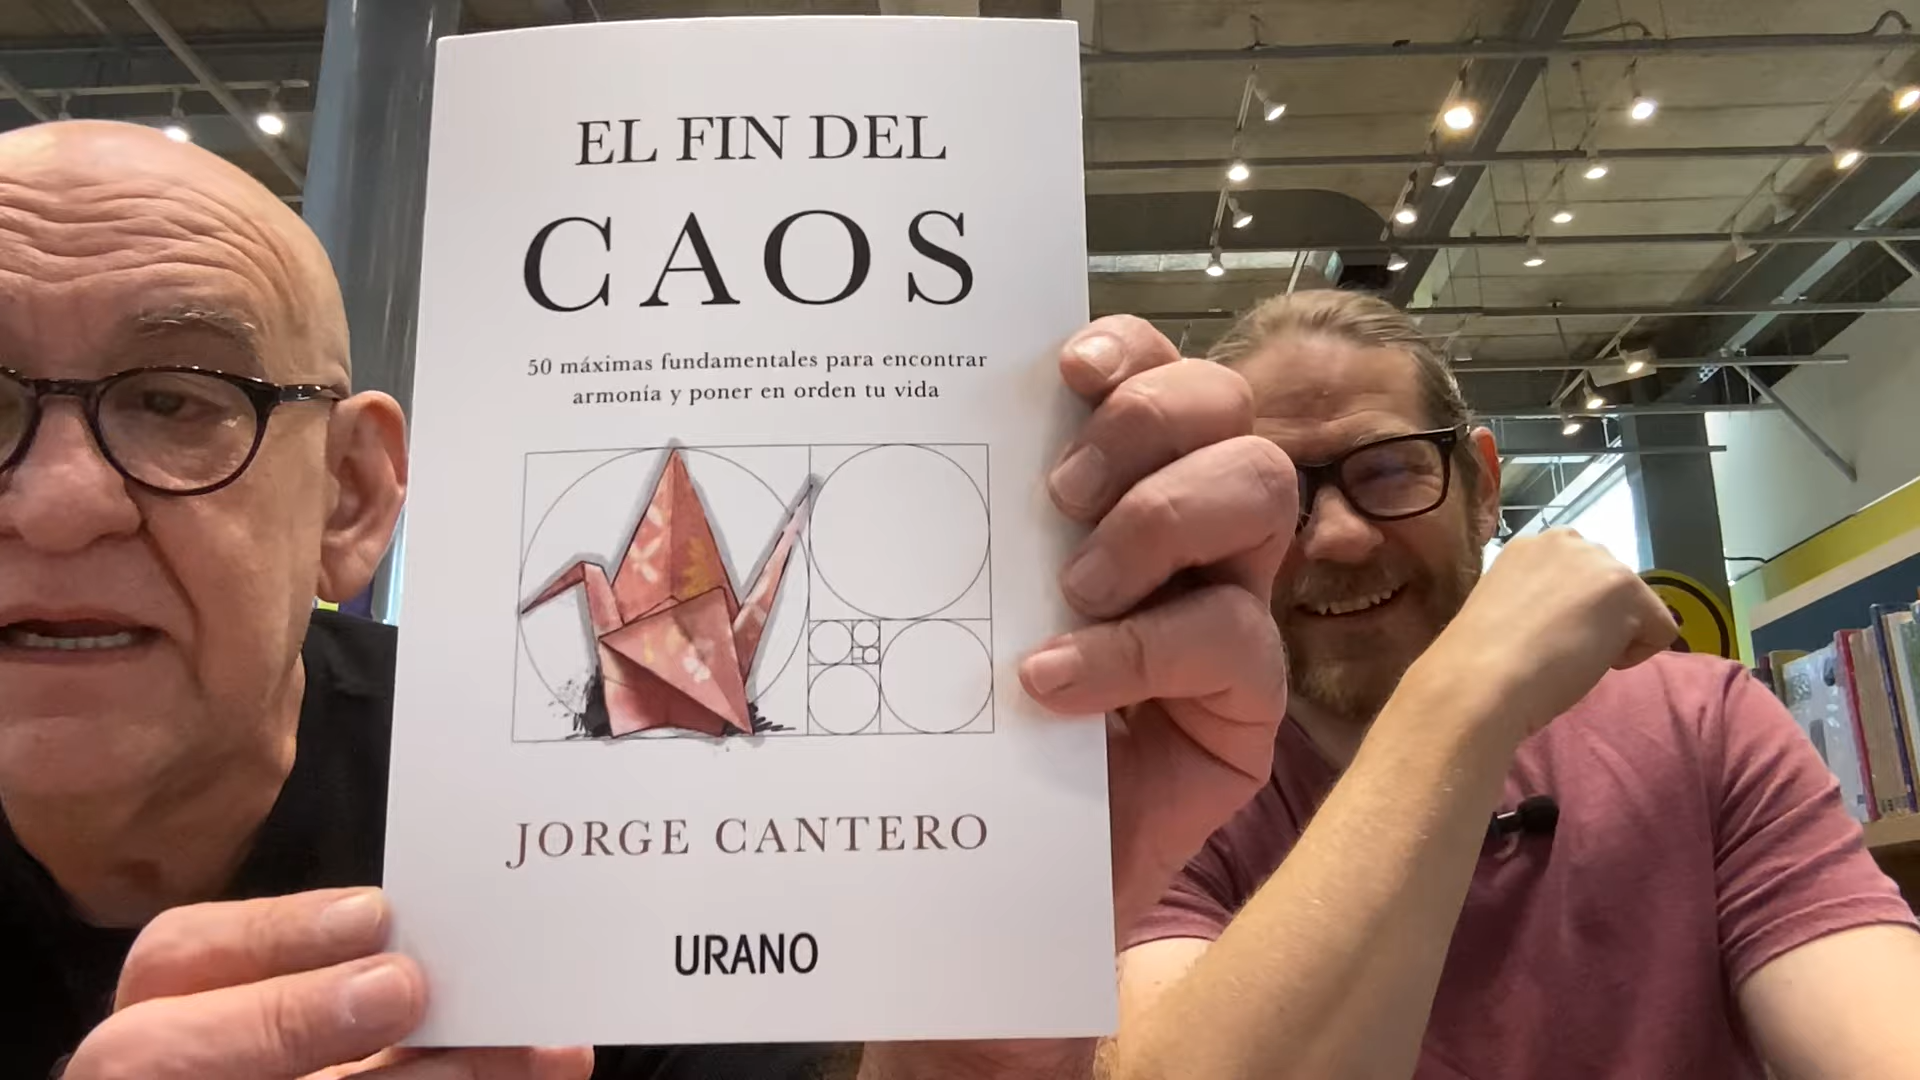 EL FIN DEL
CAOS
50 máximas fundamentales para encontrar
armonía y poner en orden tu vida
JORGE CANTERO
URANO